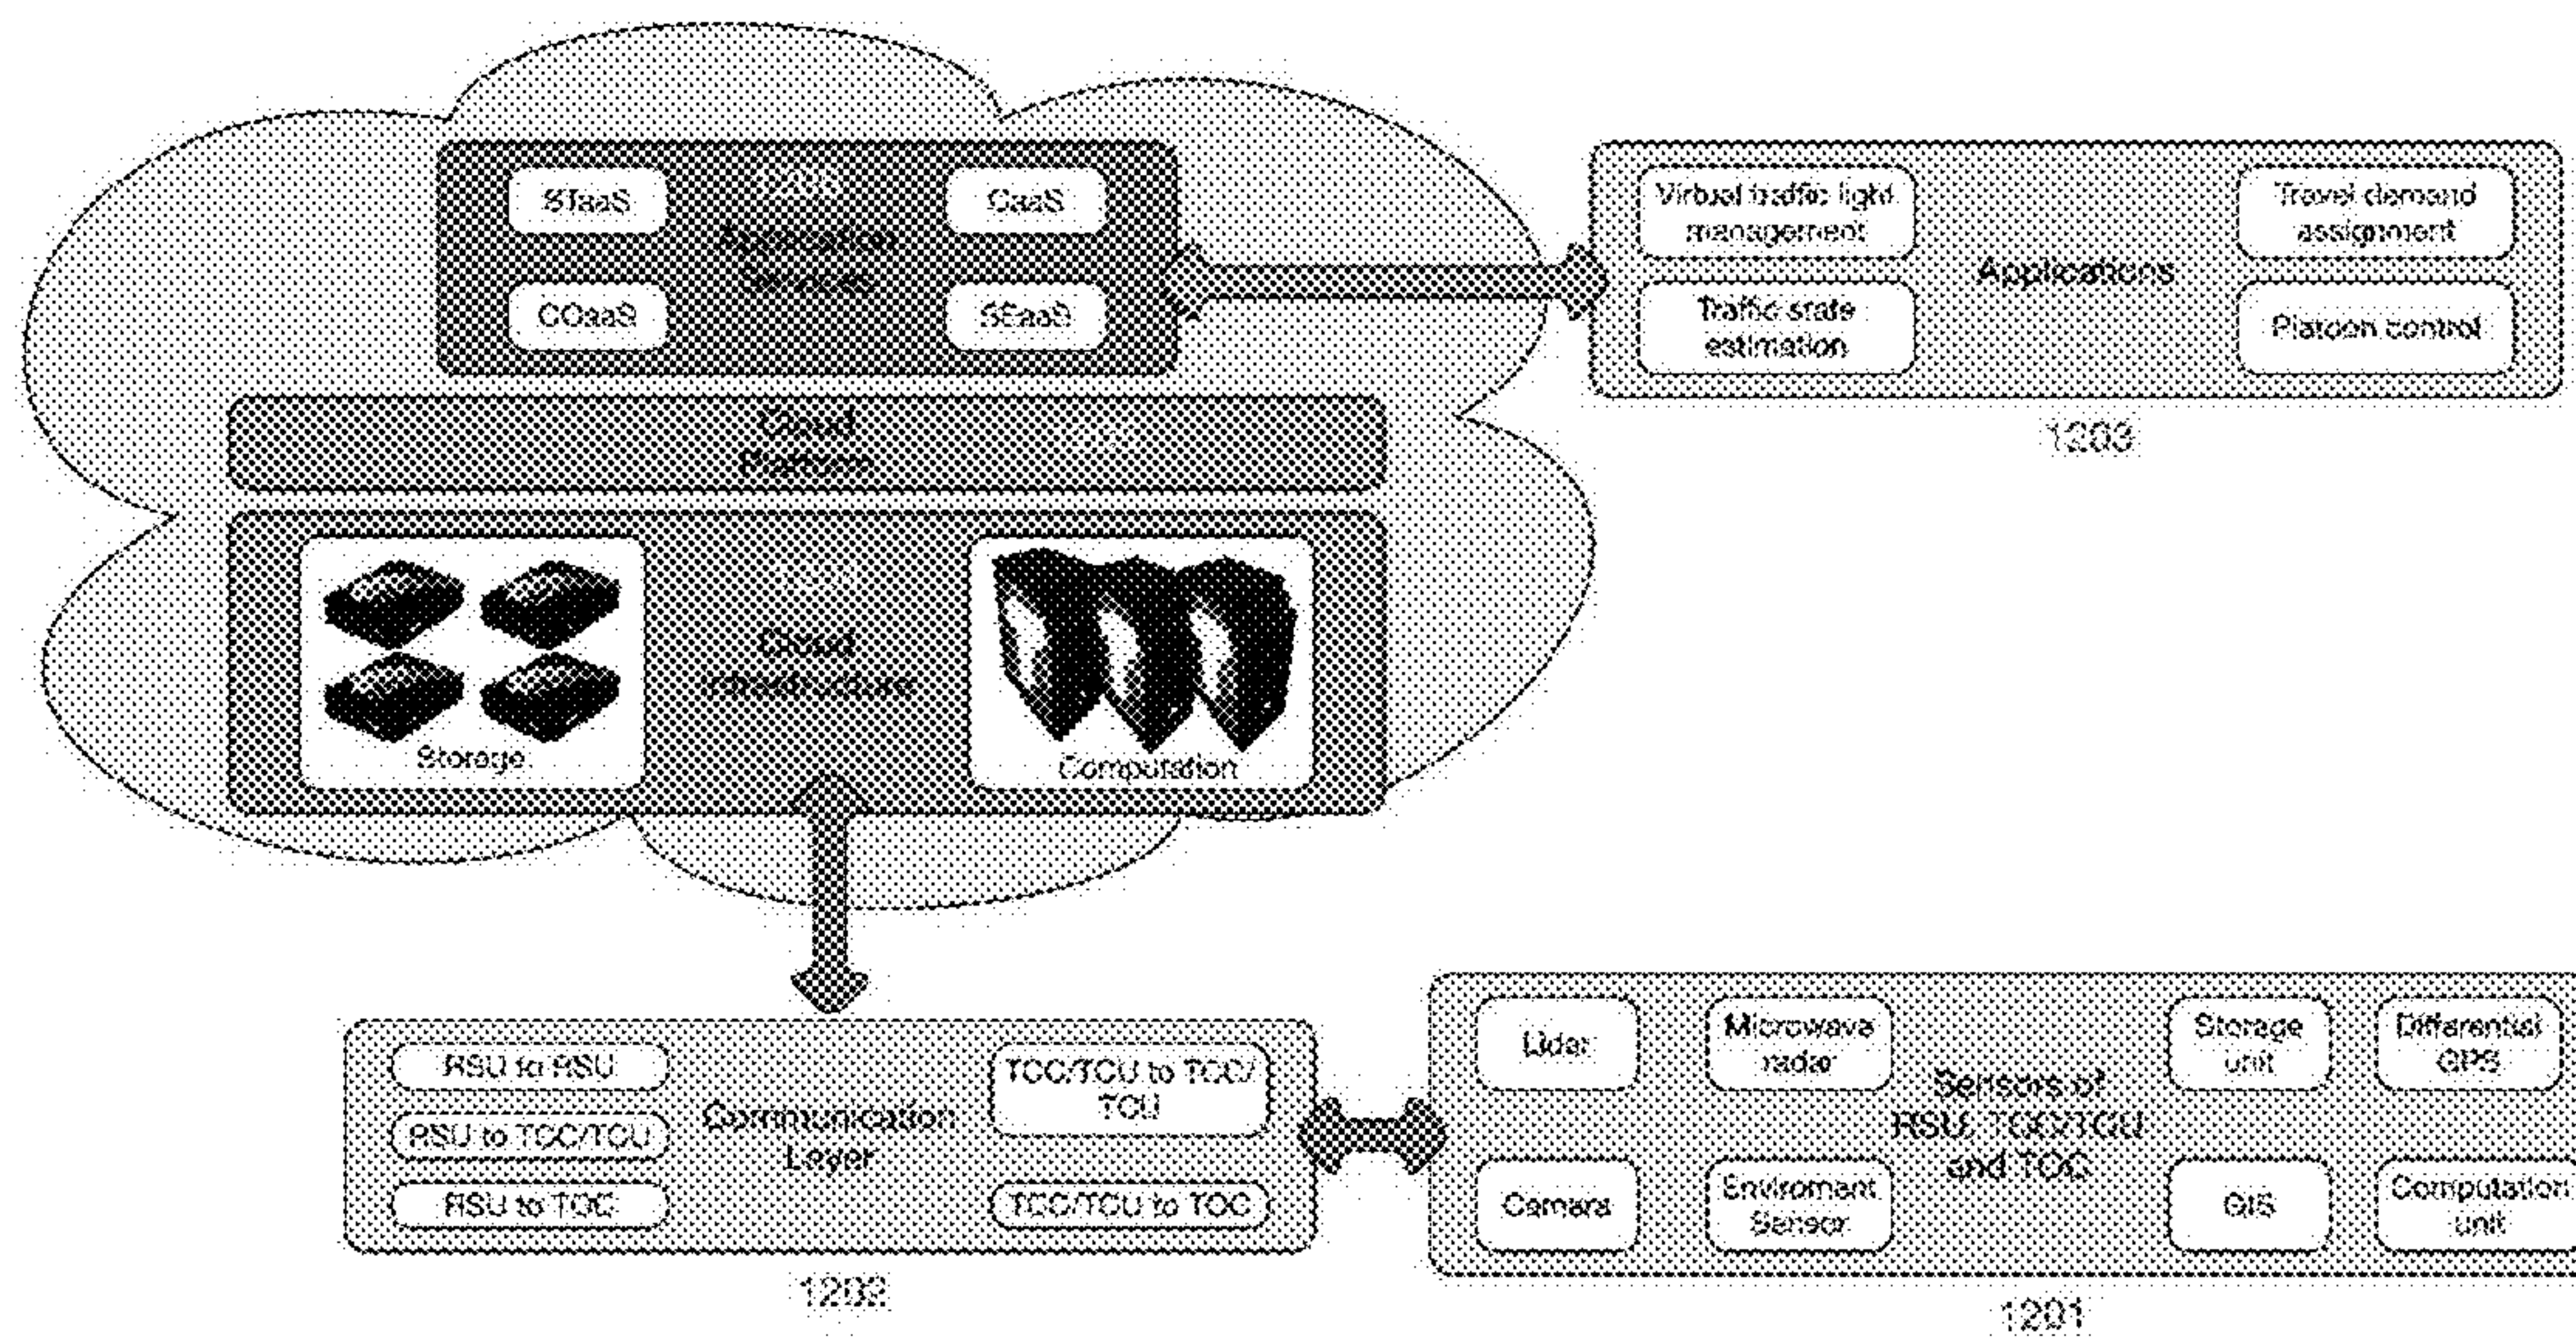 STaaS
CaaS
Application
Services
COaaS
SEaaS
Virtual traffic light
management
Travel demand
assignment
Applications
Traffic state
estimation
Platoon control
1203
Cloud
Platform
Cloud
Infrastructure
Storage
Computation
RSU to RSU
RSU to TCC/TCU
RSU to TOC
Communication
Layer
TCC/TCU to TCC/
TCU
TCC/TCU to TOC
1202
Lidar
Microwave
radar
Storage
unit
Differential
GPS
Sensors of
RSU, TCC/TCU
and TOC
Camera
Enviroment
Sensor
GIS
Computation
unit
1201